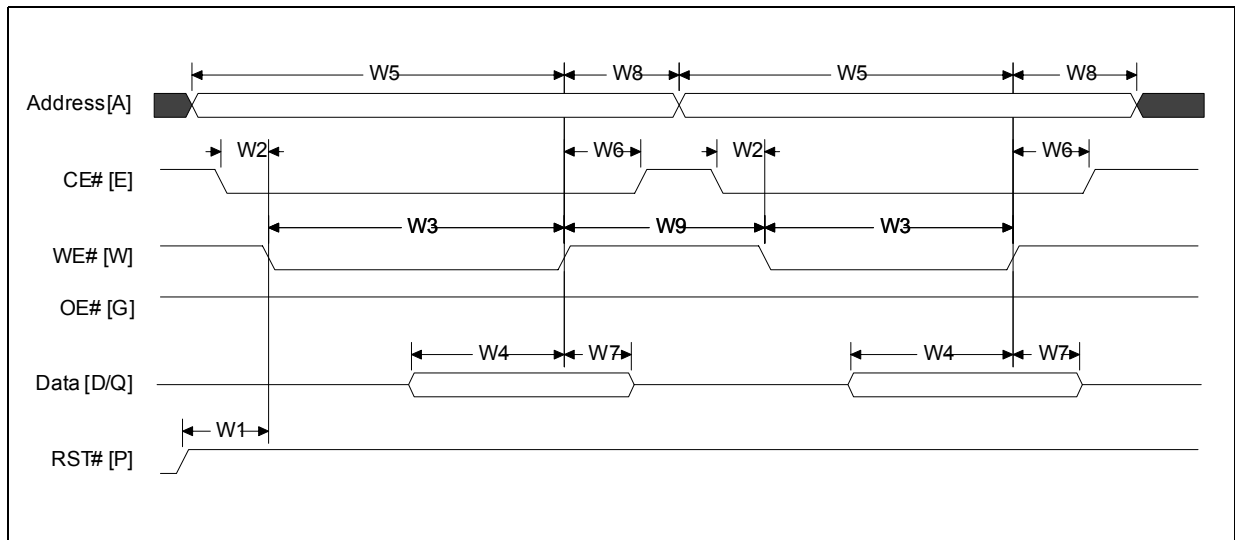 W5 W8 W5 W8
Address [A]
W2 W6 W2 W6
CE# [E]
W3 W9 W3
WE# [W]
OE# [G]
W4 W7 W4 W7
Data [D/Q]
W1
RST# [P]